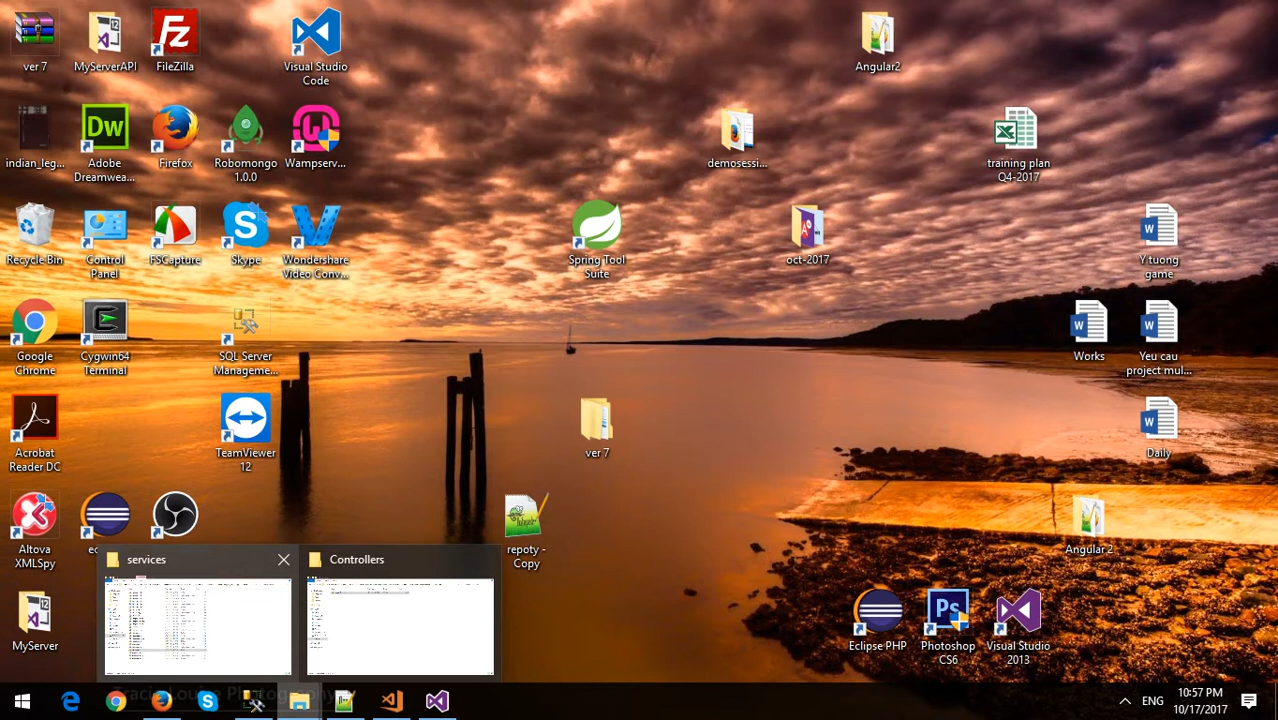 ver 7
MyServerAPI
FileZilla
Visual Studio
Code
Angular2
indian_leg...
Adobe
Dreamwea...
Firefox
Robomongo
1.0.0
Wampserv...
demosessi...
training plan
Q4-2017
Recycle Bin
Control
Panel
FSCapture
Skype
Wondershare
Video Conv...
Spring Tool
Suite
oct-2017
Y tuong
game
Google
Chrome
Cygwin64
Terminal
SQL Server
Manageme...
Works
Yeu cau
project mul...
Acrobat
Reader DC
TeamViewer
12
ver 7
Daily
Altova
XMLSpy
repoty -
Copy
Angular 2
services
Controllers
MyServer
Eclipse PHP
Photoshop
CS6
Visual Studio
2013
ENG
10:57 PM
10/17/2017